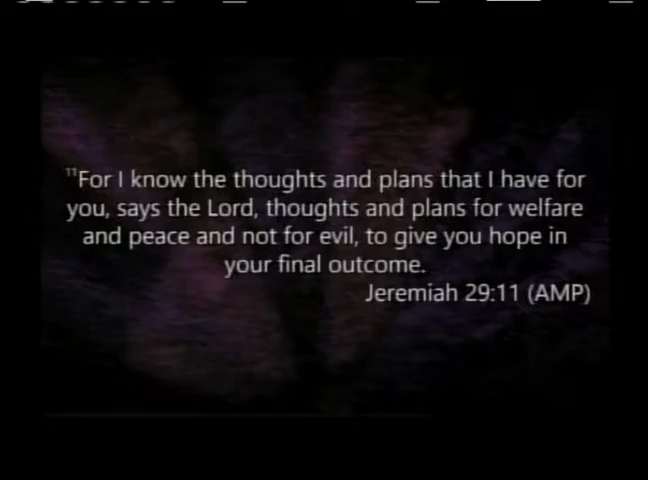 ¹¹For I know the thoughts and plans that I have for
you, says the Lord, thoughts and plans for welfare
and peace and not for evil, to give you hope in
your final outcome.
Jeremiah 29:11 (AMP)